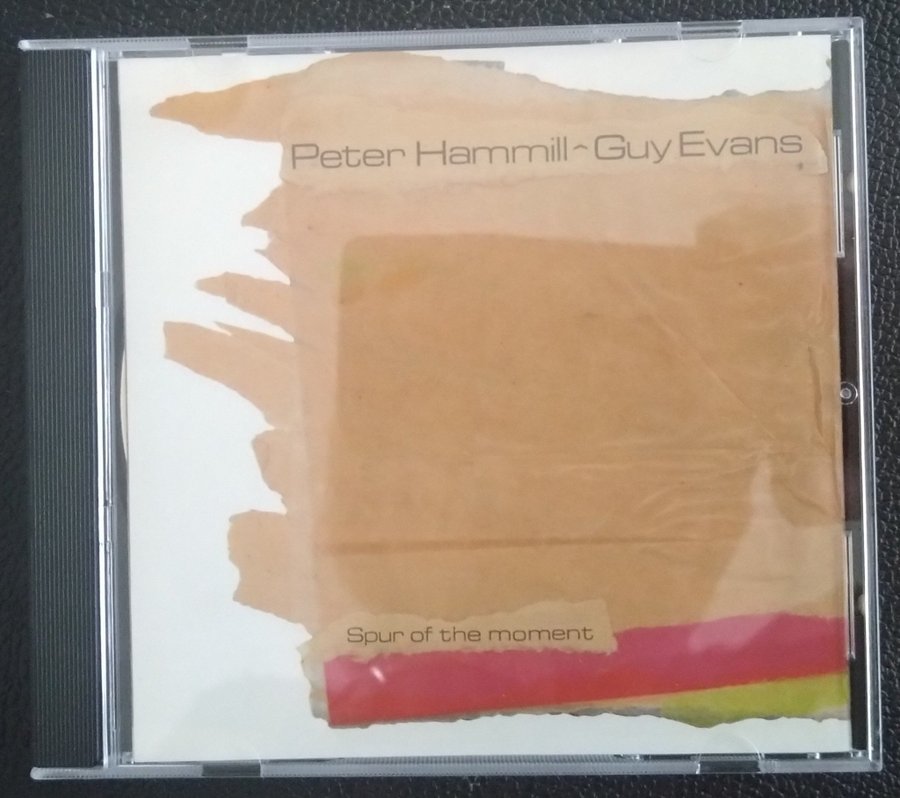 Peter Hammill ~ Guy Evans
Spur of the moment